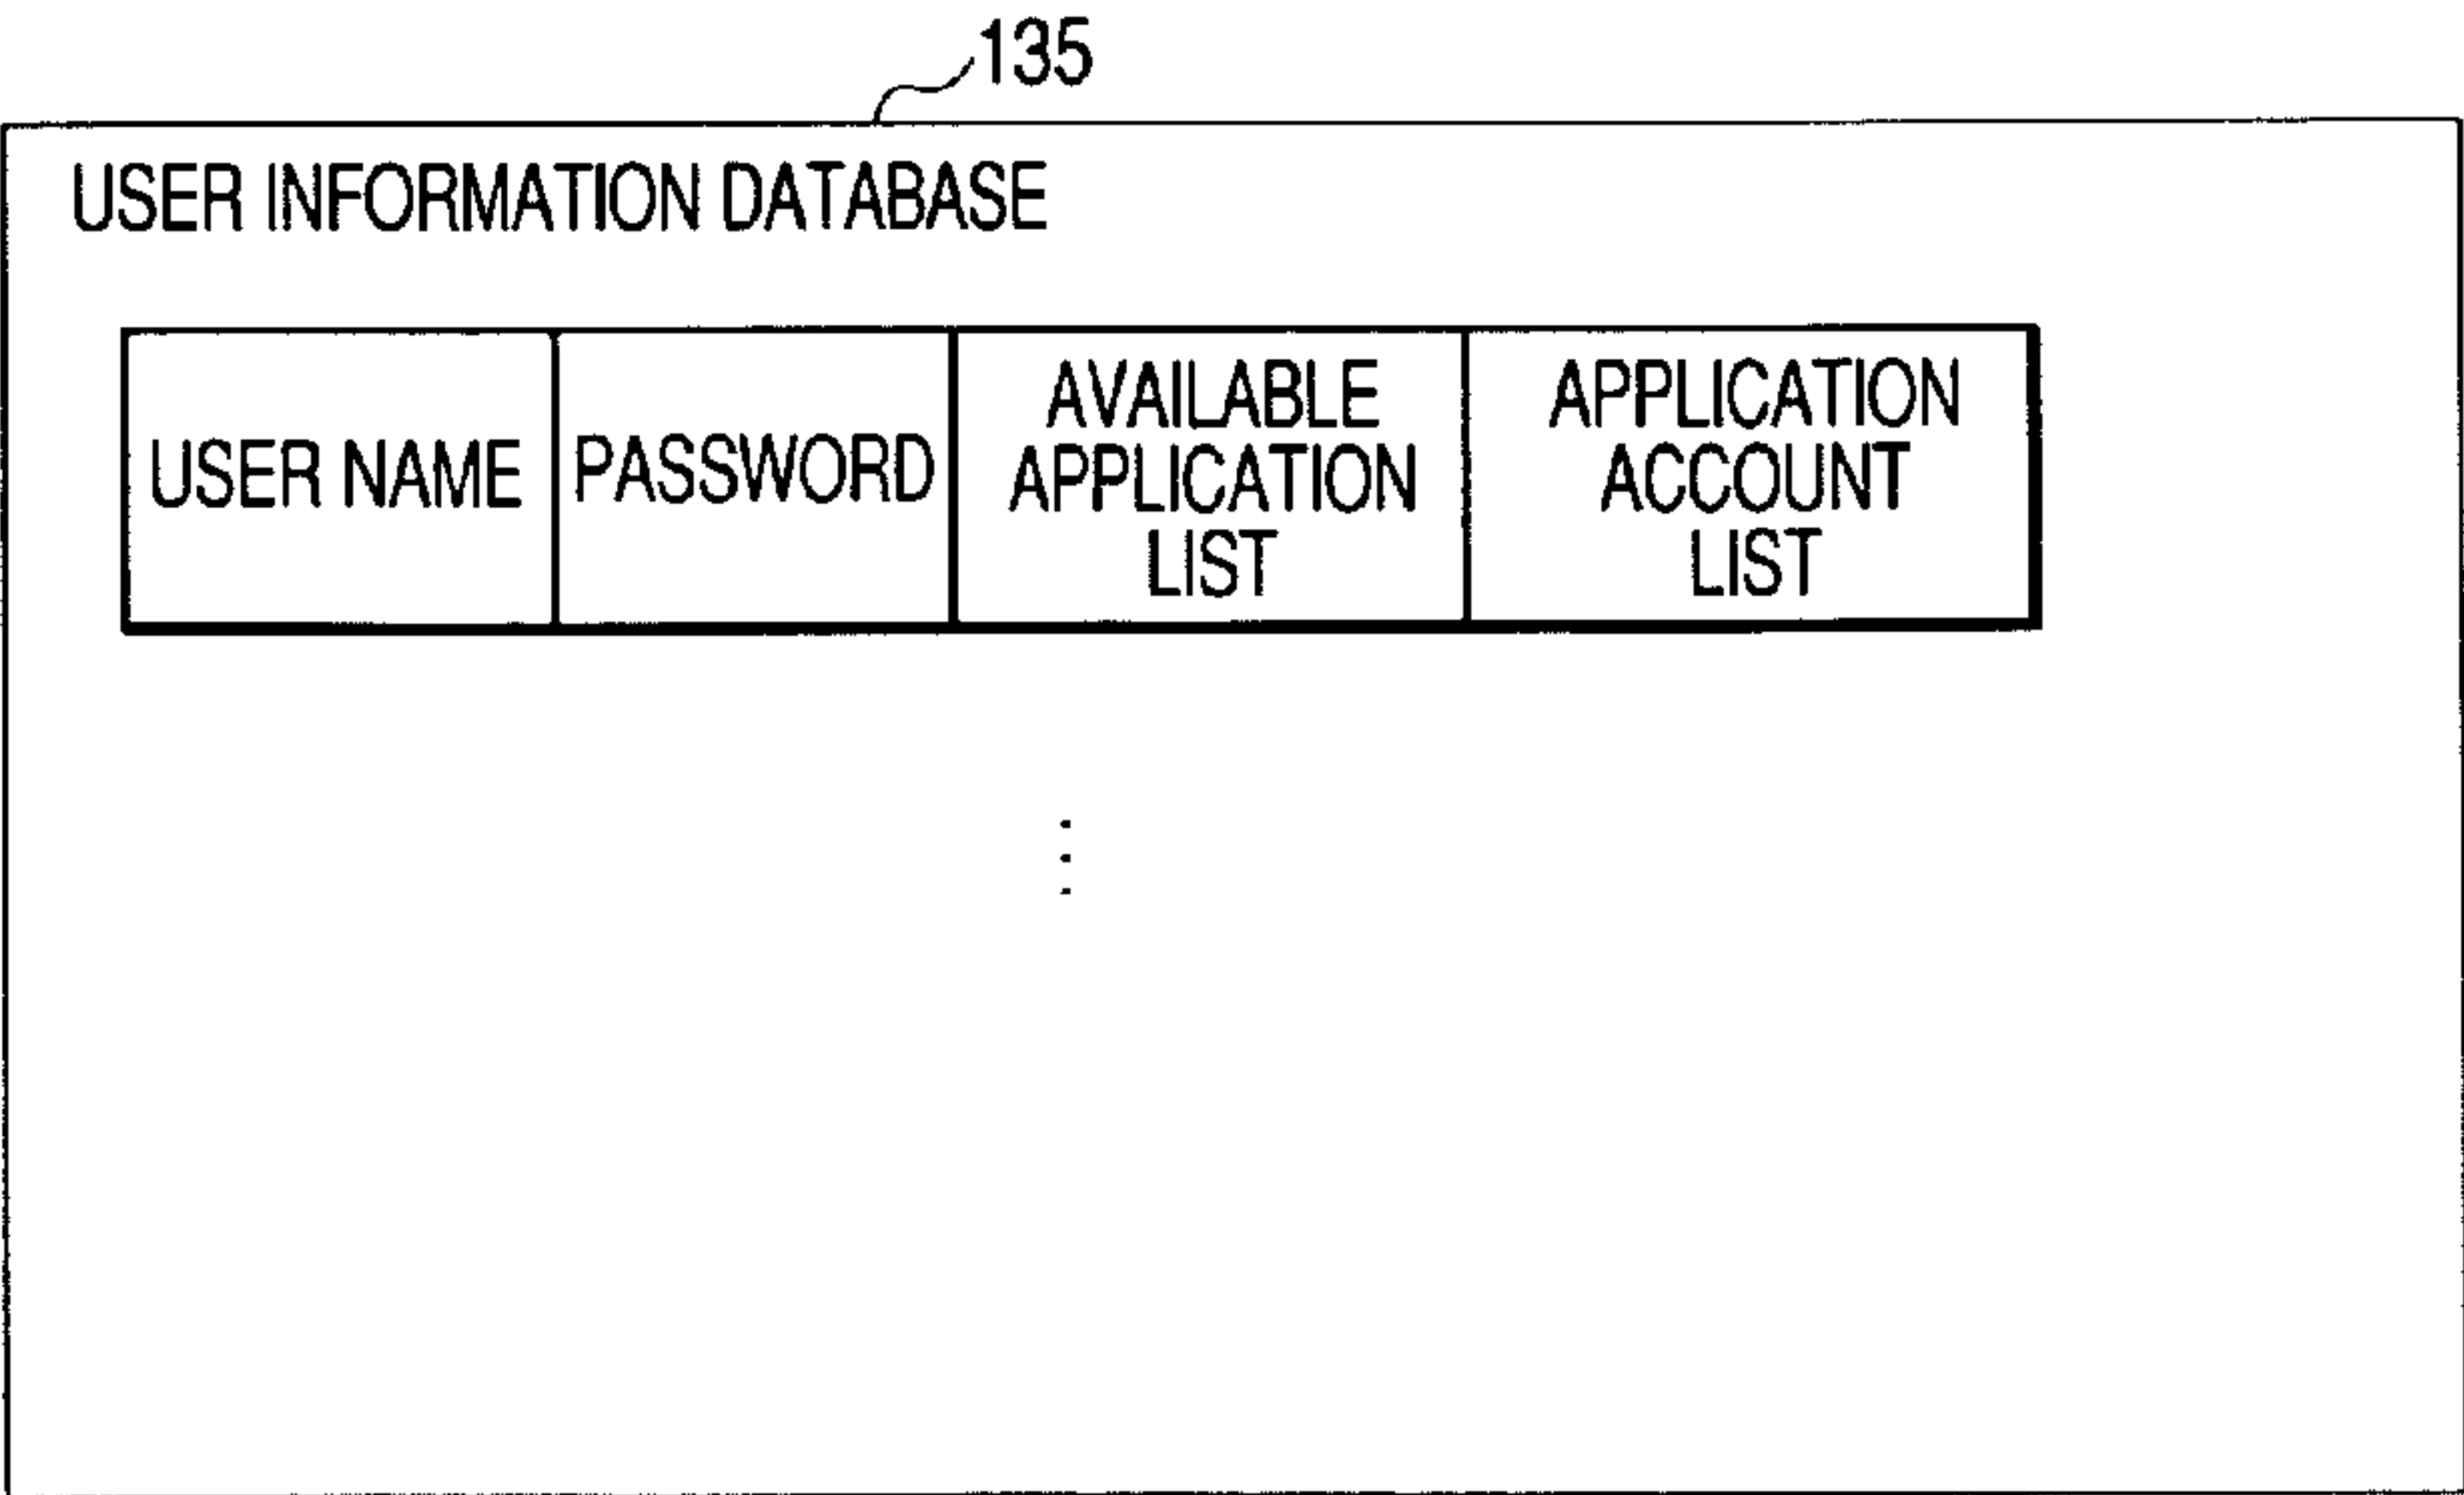 135
USER INFORMATION DATABASE
USER NAME
PASSWORD
AVAILABLE
APPLICATION
LIST
APPLICATION
ACCOUNT
LIST